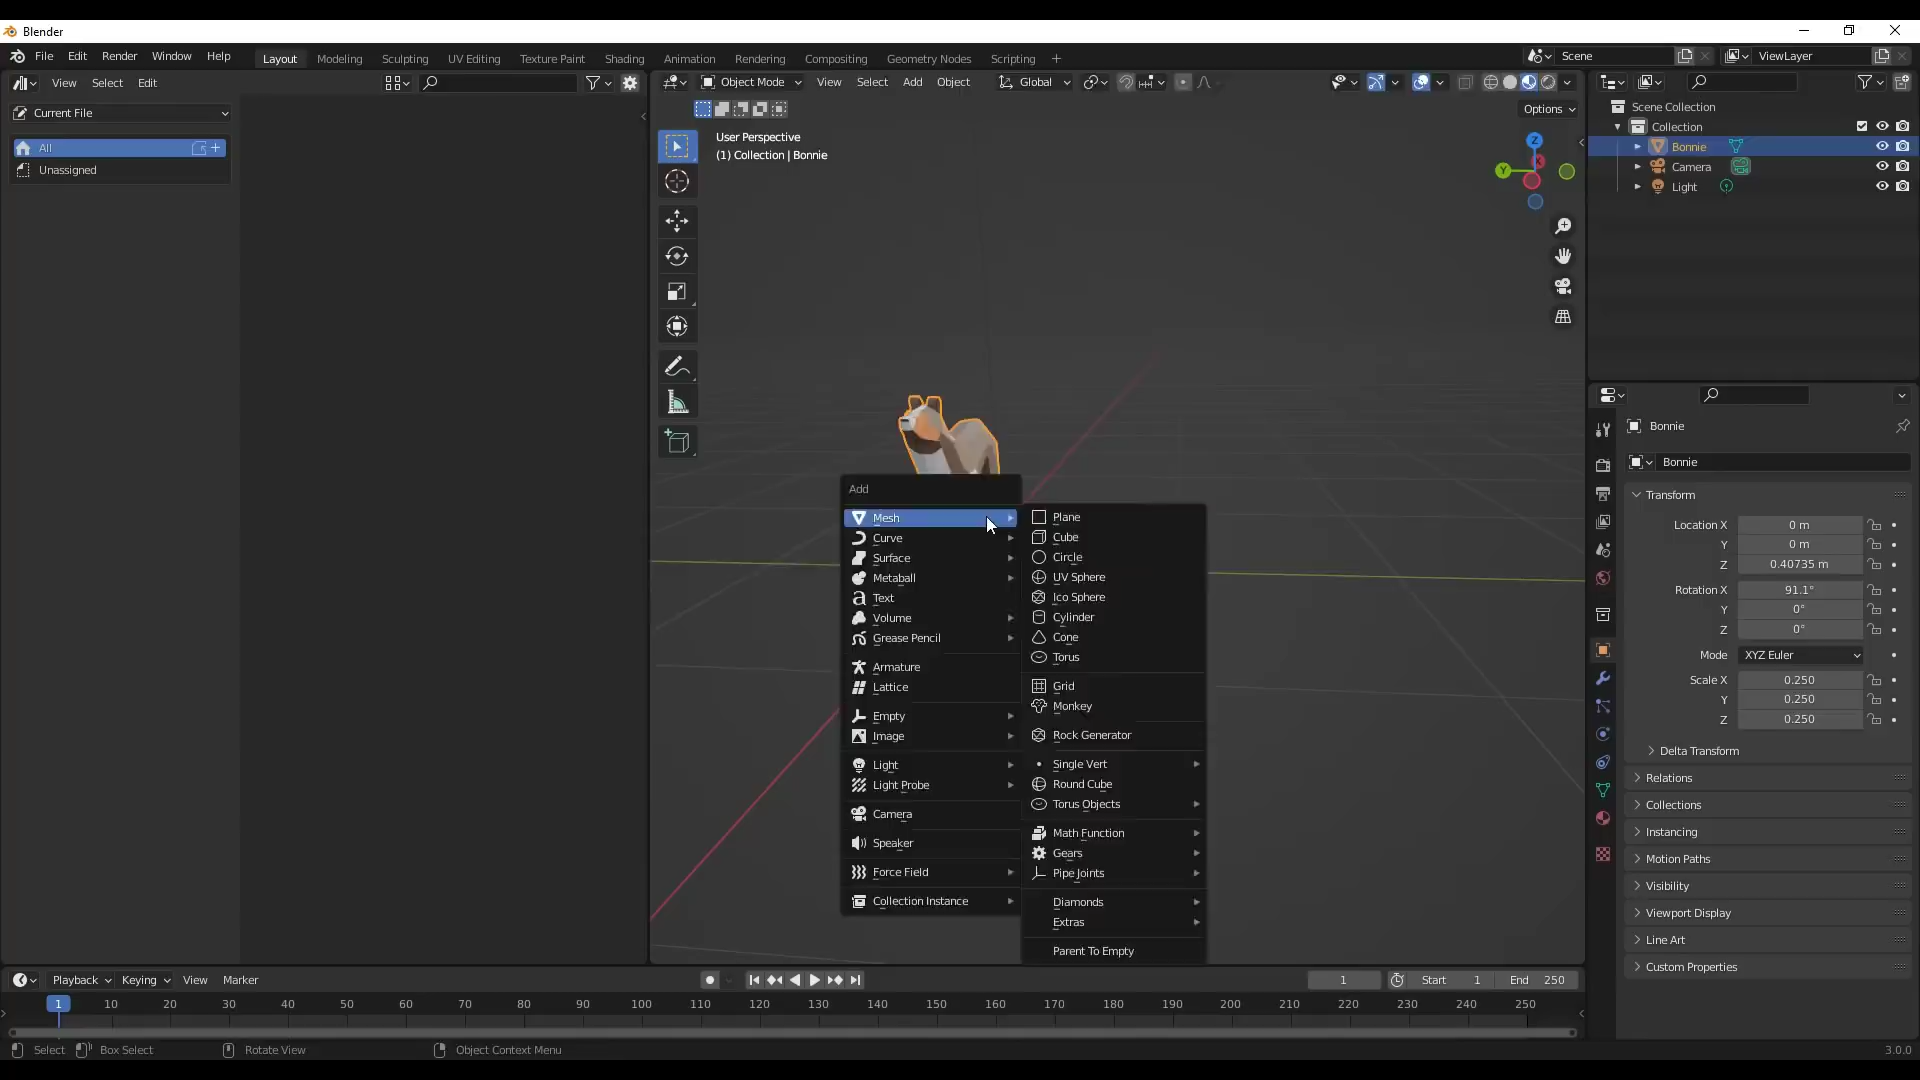 Blender
File Edit Render Window Help Layout Modeling Sculpting UV Editing Texture Paint Shading Animation Rendering Compositing Geometry Nodes Scripting + Scene ViewLayer
View Select Edit
Object Mode View Select Add Object Global
Options
Current File
All
Unassigned
User Perspective
(1) Collection | Bonnie
Z
X
Y
Scene Collection
Collection
Bonnie
Camera
Light
Add
Mesh
Curve
Surface
Metaball
Text
Volume
Grease Pencil
Armature
Lattice
Empty
Image
Light
Light Probe
Camera
Speaker
Force Field
Collection Instance
Plane
Cube
Circle
UV Sphere
Ico Sphere
Cylinder
Cone
Torus
Grid
Monkey
Rock Generator
Single Vert
Round Cube
Torus Objects
Math Function
Gears
Pipe Joints
Diamonds
Extras
Parent To Empty
Bonnie
Bonnie
Transform
Location X 0 m
Y 0 m
Z 0.40735 m
Rotation X 91.1°
Y 0°
Z 0°
Mode XYZ Euler
Scale X 0.250
Y 0.250
Z 0.250
Delta Transform
Relations
Collections
Instancing
Motion Paths
Visibility
Viewport Display
Line Art
Custom Properties
Playback Keying View Marker 1 Start 1 End 250
1 10 20 30 40 50 60 70 80 90 100 110 120 130 140 150 160 170 180 190 200 210 220 230 240 250
Select Box Select Rotate View Object Context Menu 3.0.0